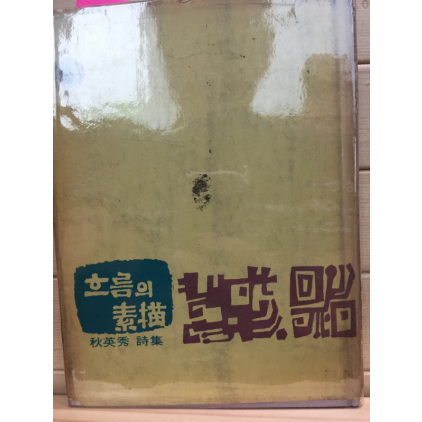 흐름의
素描
秋英秀 詩集